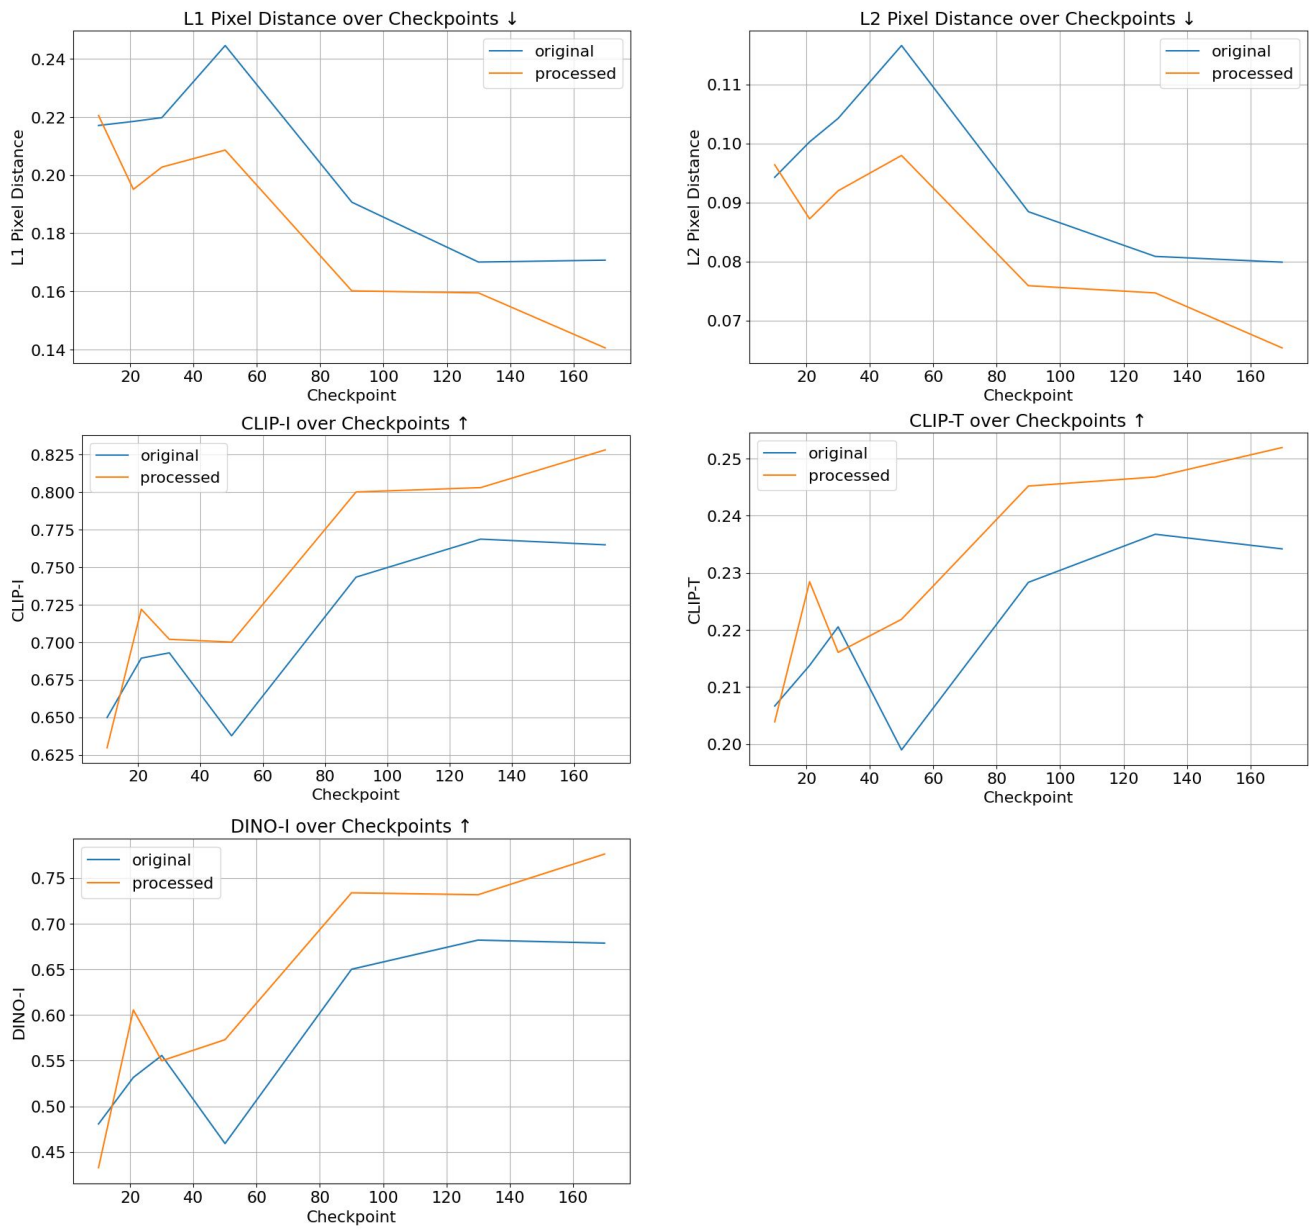 L1 Pixel Distance over Checkpoints ↓
original
processed
L1 Pixel Distance
0.24
0.22
0.20
0.18
0.16
0.14
20 40 60 80 100 120 140 160
Checkpoint
L2 Pixel Distance over Checkpoints ↓
original
processed
L2 Pixel Distance
0.11
0.10
0.09
0.08
0.07
20 40 60 80 100 120 140 160
Checkpoint
CLIP-I over Checkpoints ↑
original
processed
CLIP-I
0.825
0.800
0.775
0.750
0.725
0.700
0.675
0.650
0.625
20 40 60 80 100 120 140 160
Checkpoint
CLIP-T over Checkpoints ↑
original
processed
CLIP-T
0.25
0.24
0.23
0.22
0.21
0.20
20 40 60 80 100 120 140 160
Checkpoint
DINO-I over Checkpoints ↑
original
processed
DINO-I
0.75
0.70
0.65
0.60
0.55
0.50
0.45
20 40 60 80 100 120 140 160
Checkpoint